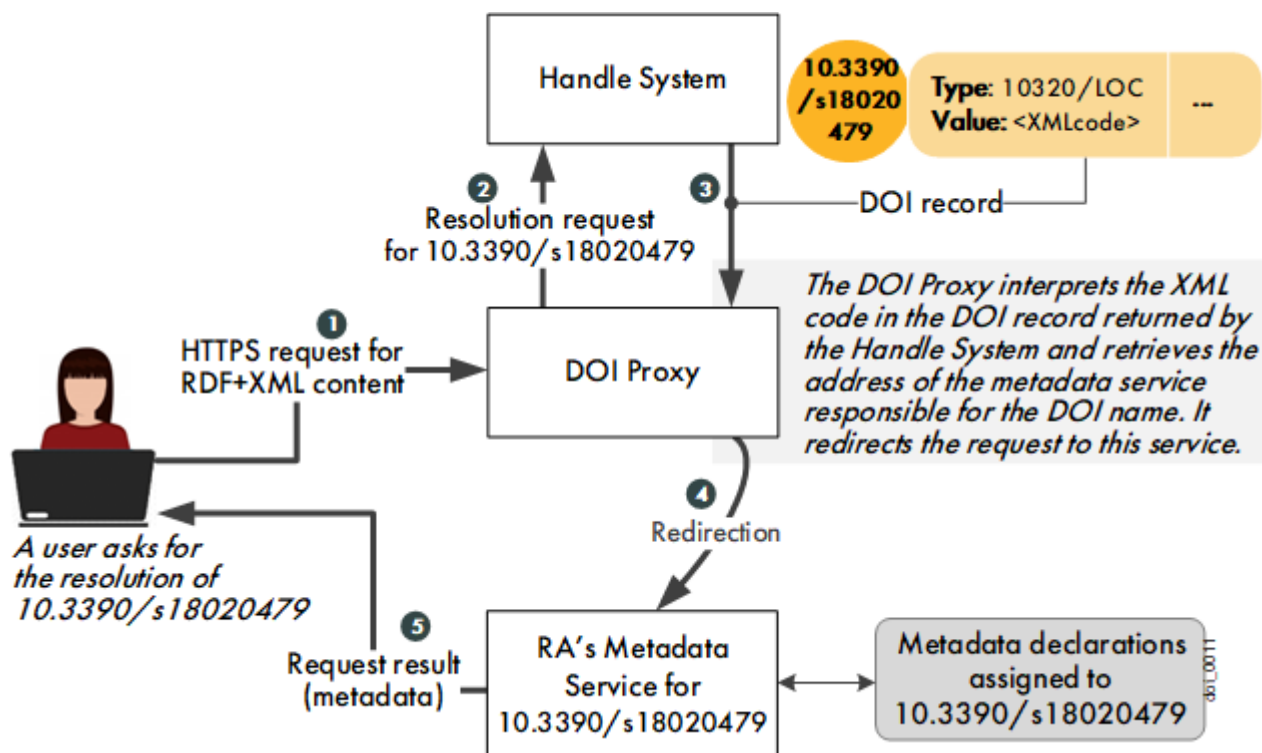 Handle System
10.3390
/s18020
479
Type: 10320/LOC
Value: <XMLcode>
...
2
Resolution request
for 10.3390/s18020479
3
DOI record
1
HTTPS request for
RDF+XML content
DOI Proxy
The DOI Proxy interprets the XML
code in the DOI record returned by
the Handle System and retrieves the
address of the metadata service
responsible for the DOI name. It
redirects the request to this service.
4
Redirection
A user asks for
the resolution of
10.3390/s18020479
5
Request result
(metadata)
RA's Metadata
Service for
10.3390/s18020479
Metadata declarations
assigned to
10.3390/s18020479
doi_0011